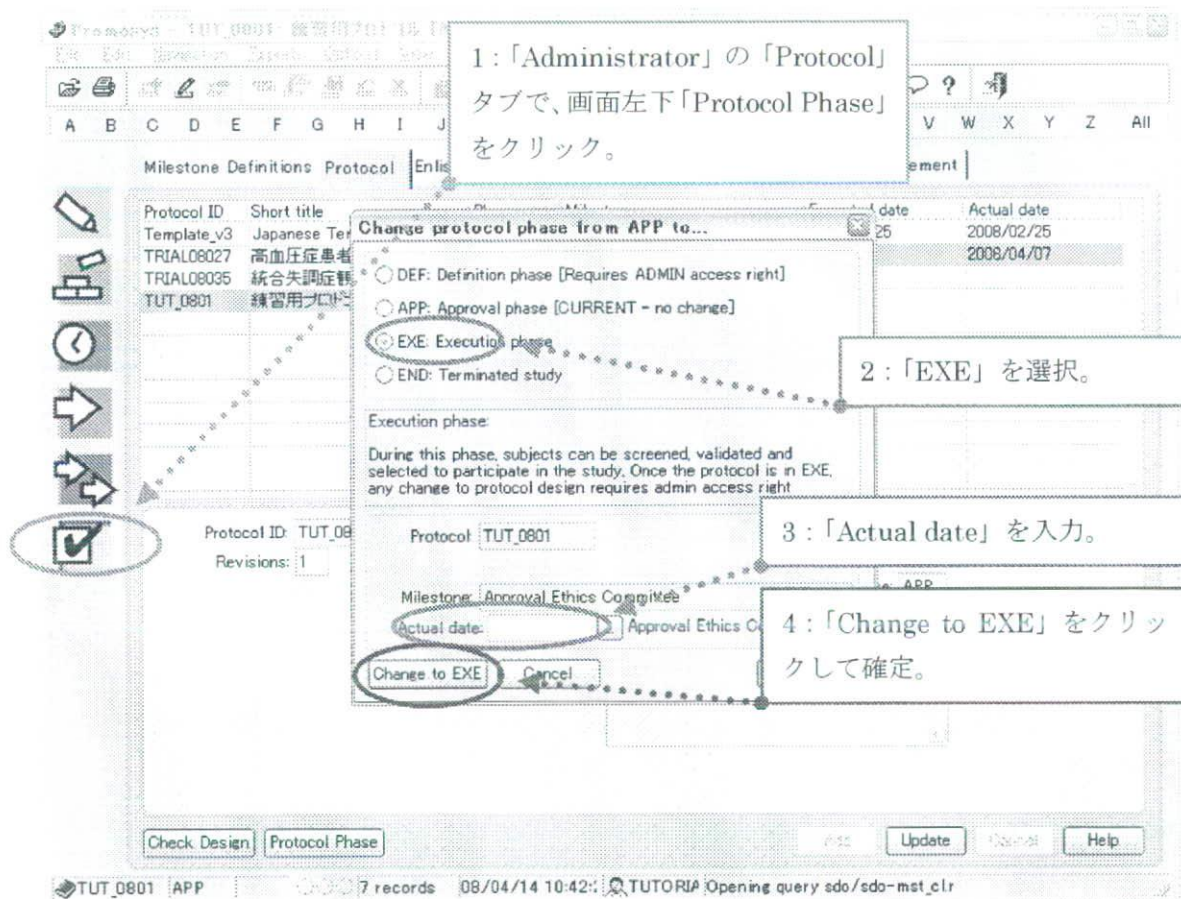 Promasys - TUT_0801:
1：「Administrator」の「Protocol」
タブで、画面左下「Protocol Phase」
をクリック。
A B C D E F G H I J V W X Y Z All
Milestone Definitions Protocol Enlis ement
Protocol ID Short title date Actual date
Template_v3 Japanese Ter 25 2008/02/25
TRIAL08027 高血圧症患者 2008/04/07
TRIAL08035 統合失調症観
TUT_0801 練習用プロトコ
Change protocol phase from APP to...
DEF: Definition phase [Requires ADMIN access right]
APP: Approval phase [CURRENT - no change]
EXE: Execution phase
END: Terminated study
2：「EXE」を選択。
Execution phase:
During this phase, subjects can be screened, validated and
selected to participate in the study. Once the protocol is in EXE,
any change to protocol design requires admin access right
Protocol ID: TUT_08
Revisions: 1
Protocol: TUT_0801
3：「Actual date」を入力。
Milestone: Approval Ethics Committee
APP
Actual date: ... Approval Ethics C
4：「Change to EXE」をクリッ
クして確定。
Change to EXE Cancel
Check Design Protocol Phase Add Update Cancel Help
TUT_0801 APP 7 records 08/04/14 10:42: TUTORIA Opening query sdo/sdo-mst_clr